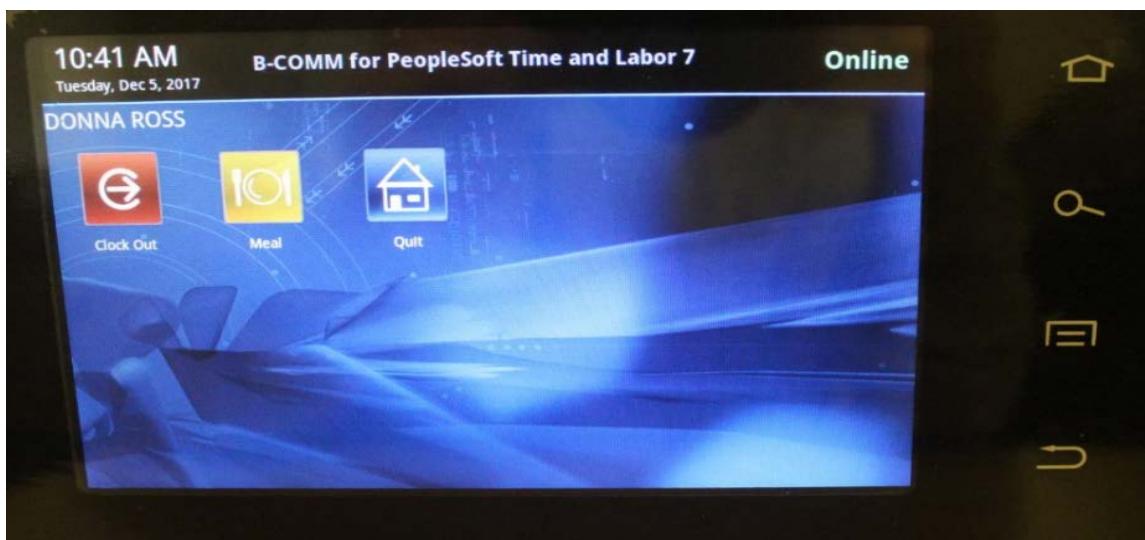 10:41 AM
B-COMM for PeopleSoft Time and Labor 7
Online
Tuesday, Dec 5, 2017
DONNA ROSS
Clock Out
Meal
Quit